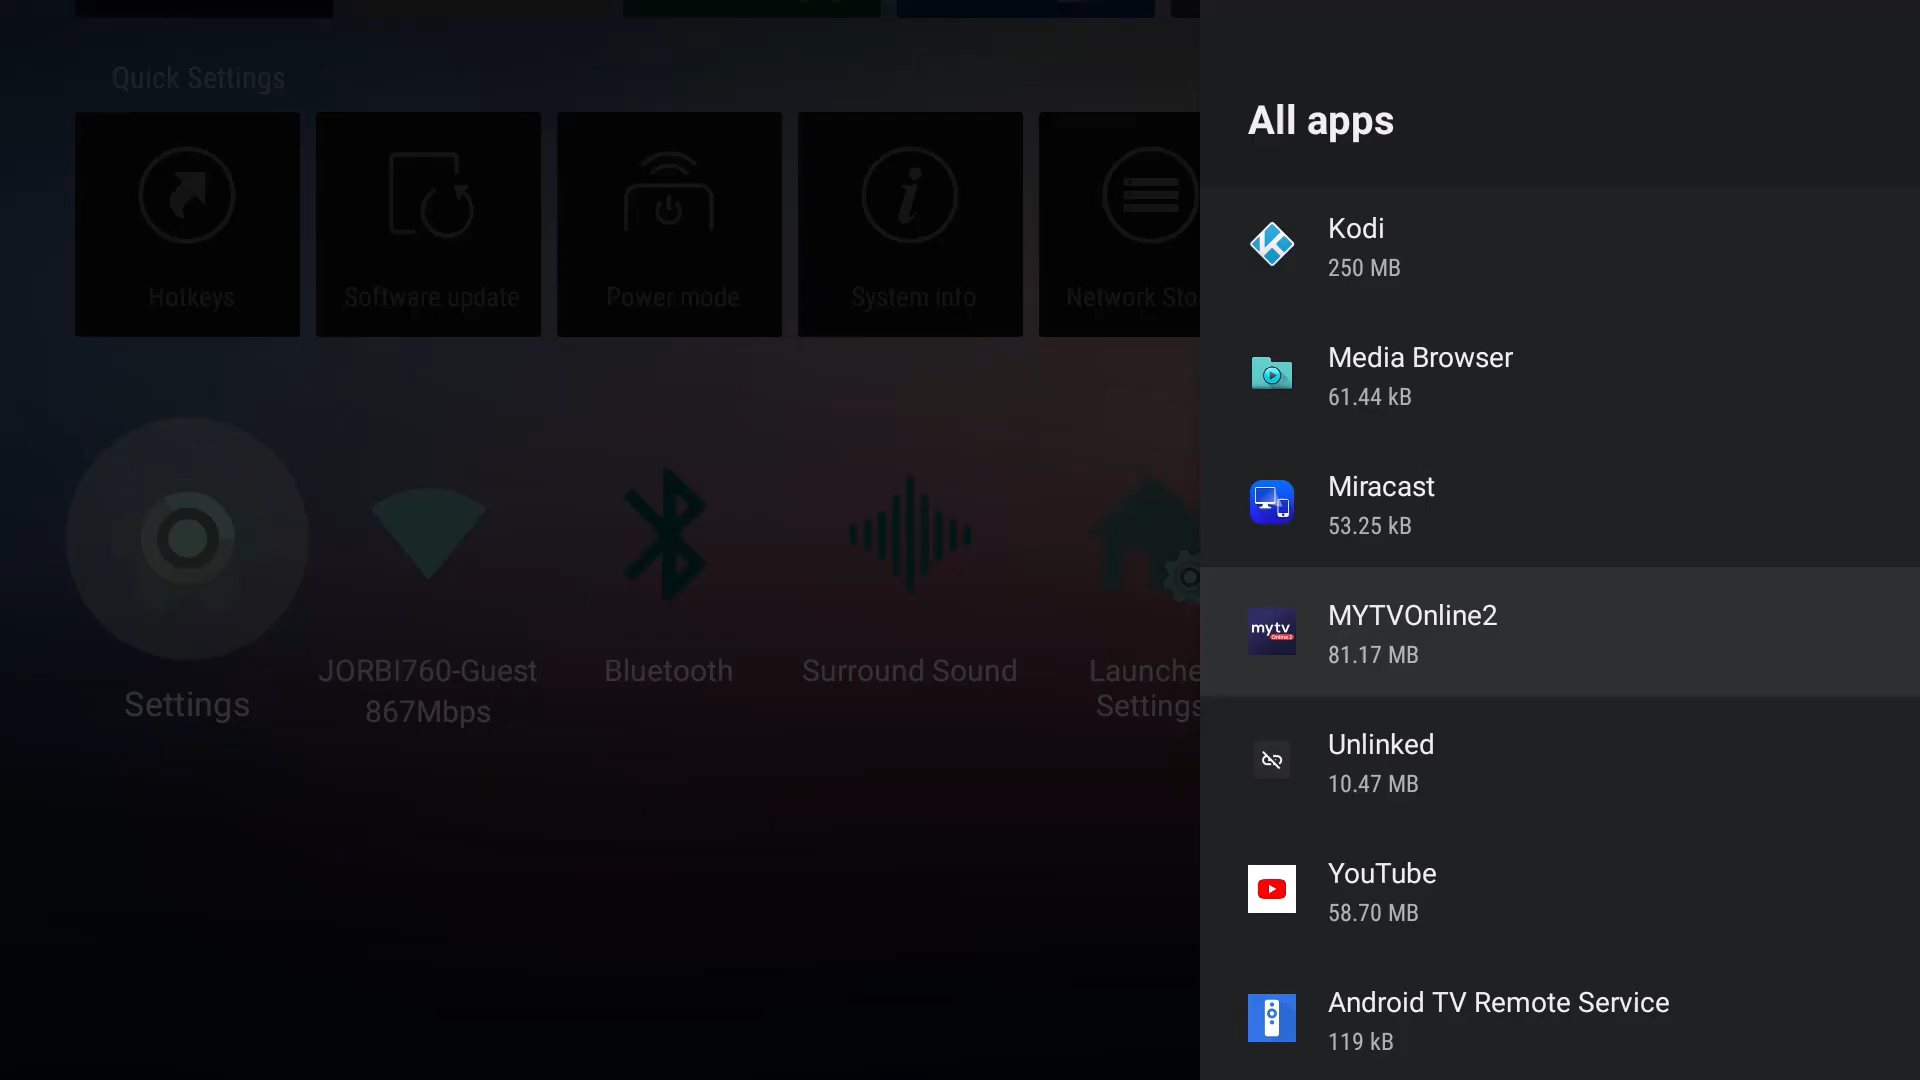 Quick Settings
Hotkeys
Software update
Power mode
System info
Network Sto
Settings
JORBI760-Guest
867Mbps
Bluetooth
Surround Sound
Launche
Settings
All apps
Kodi
250 MB
Media Browser
61.44 kB
Miracast
53.25 kB
mytv
Online 2
MYTVOnline2
81.17 MB
Unlinked
10.47 MB
YouTube
58.70 MB
Android TV Remote Service
119 kB